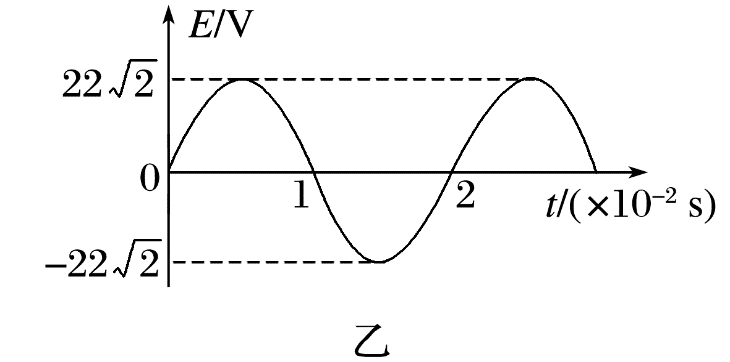 E/V
22√2
0
1
2
t/(×10⁻² s)
−22√2
乙